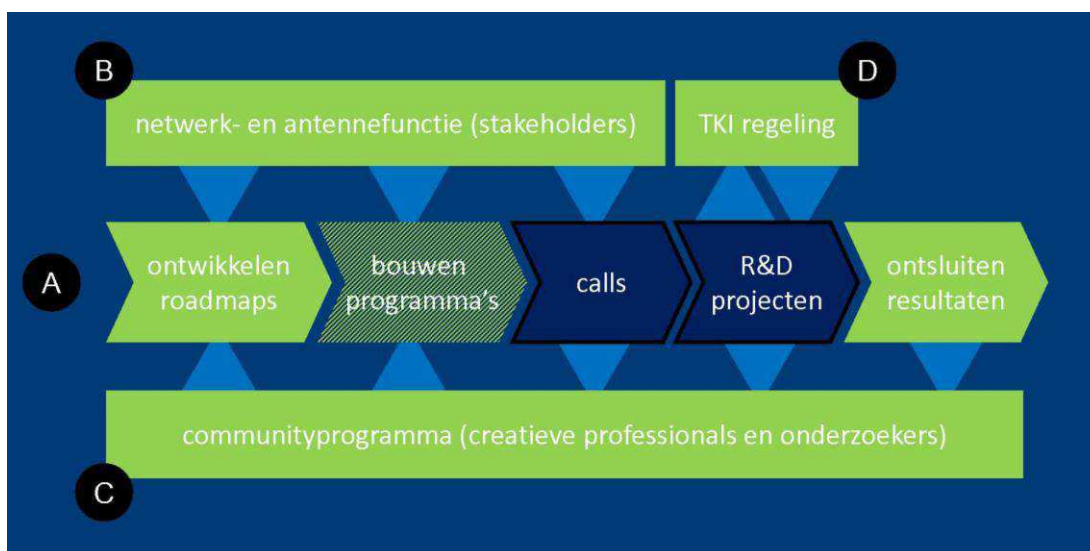 B
D
netwerk- en antennefunctie (stakeholders)
TKI regeling
A
ontwikkelen
roadmaps
bouwen
programma's
calls
R&D
projecten
ontsluiten
resultaten
communityprogramma (creatieve professionals en onderzoekers)
C